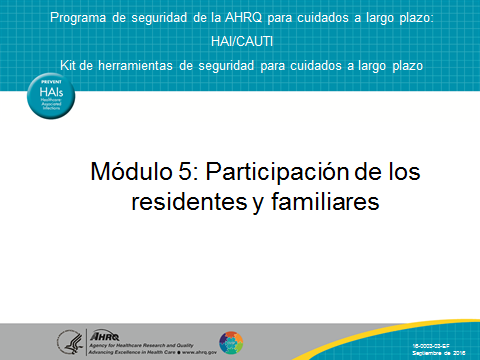 Programa de seguridad de la AHRQ para cuidados a largo plazo:
HAI/CAUTI
Kit de herramientas de seguridad para cuidados a largo plazo
PREVENT
HAIs
Healthcare
Associated
Infections
Módulo 5: Participación de los
residentes y familiares
AHRQ
Agency for Healthcare Research and Quality
Advancing Excellence in Health Care www.ahrq.gov
16-0003-03-EF
Septiembre de 2016